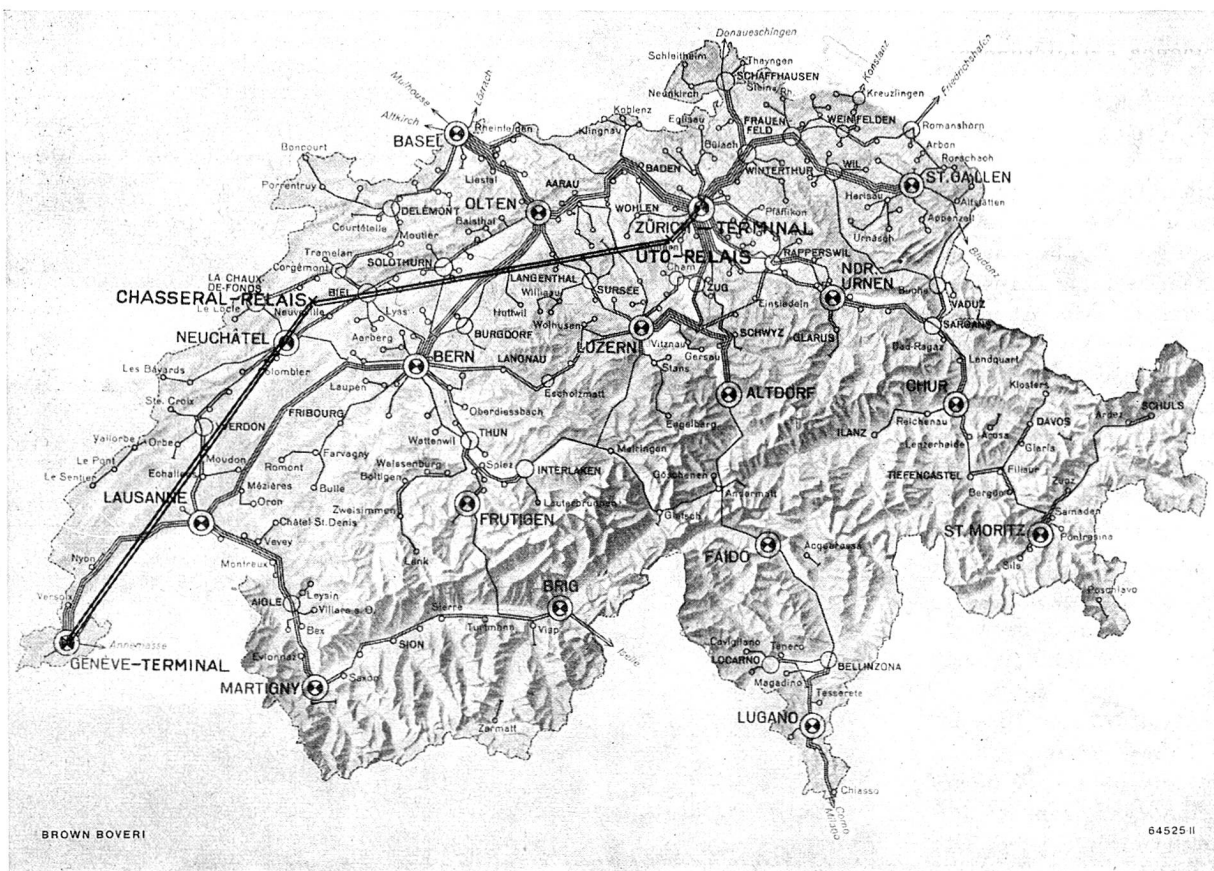 Donaueschingen
Schleitheim
Thayngen
SCHAFFHAUSEN
Neunkirch
Stein a. Rh.
Konstanz
Kreuzlingen
Friedrichshafen
Mulhouse
Lörrach
Altkirch
BASEL
Rheinfelden
Koblenz
Klingnau
Eglisau
Bülach
FRAUEN
FELD
WEINFELDEN
Romanshorn
Arbon
Rorschach
Boncourt
Porrentruy
Liestal
BADEN
WINTERTHUR
WIL
ST. GALLEN
Herisau
Altstätten
Appenzell
Urnäsch
DELÉMONT
Courtételle
Moutier
OLTEN
Balsthal
AARAU
WOHLEN
ZÜRICH-TERMINAL
Pfäffikon
UTO-RELAIS
RAPPERSWIL
Bludenz
Tramelan
Corgémont
SOLOTHURN
LANGENTHAL
SURSEE
Cham
ZUG
NDR.
URNEN
Buchs
VADUZ
LA CHAUX-
DE-FONDS
CHASSERAL-RELAIS
BIEL
Le Locle
Neuveville
Lyss
Huttwil
Willisau
Einsiedeln
SARGANS
NEUCHÂTEL
Aarberg
BURGDORF
Wolhusen
LUZERN
Vitznau
Gersau
SCHWYZ
GLARUS
Bad-Ragaz
Landquart
BERN
LANGNAU
Stans
Les Bayards
Colombier
Laupen
Escholzmatt
ALTDORF
CHUR
Klosters
Ste. Croix
FRIBOURG
Oberdiessbach
Engelberg
Reichenau
ILANZ
Arosa
DAVOS
Ardez
SCHULS
YVERDON
Vallorbe
Orbe
Wattenwil
THUN
Lenzerheide
Glaris
Le Pont
Le Sentier
Echallens
Moudon
Romont
Farvagny
Weissenburg
Boltigen
Spiez
INTERLAKEN
Meiringen
Göschenen
Andermatt
TIEFENCASTEL
Filisur
Bergün
Zuoz
LAUSANNE
Mézières
Oron
Bulle
Zweisimmen
FRUTIGEN
Lauterbrunnen
Gletsch
Samaden
Pontresina
ST. MORITZ
Sils
Châtel-St. Denis
Vevey
Montreux
Lenk
FAIDO
Acquarossa
Nyon
Versoix
Poschiavo
AIGLE
Leysin
Villars s. O.
Bex
BRIG
Sierre
Turtmann
Visp
Iselle
Annemasse
GENÈVE-TERMINAL
Evionnaz
SION
Saxon
MARTIGNY
Cavigliano
Tenero
LOCARNO
Magadino
BELLINZONA
Tesserete
LUGANO
Zermatt
Chiasso
Como
Milano
BROWN BOVERI
64525 II